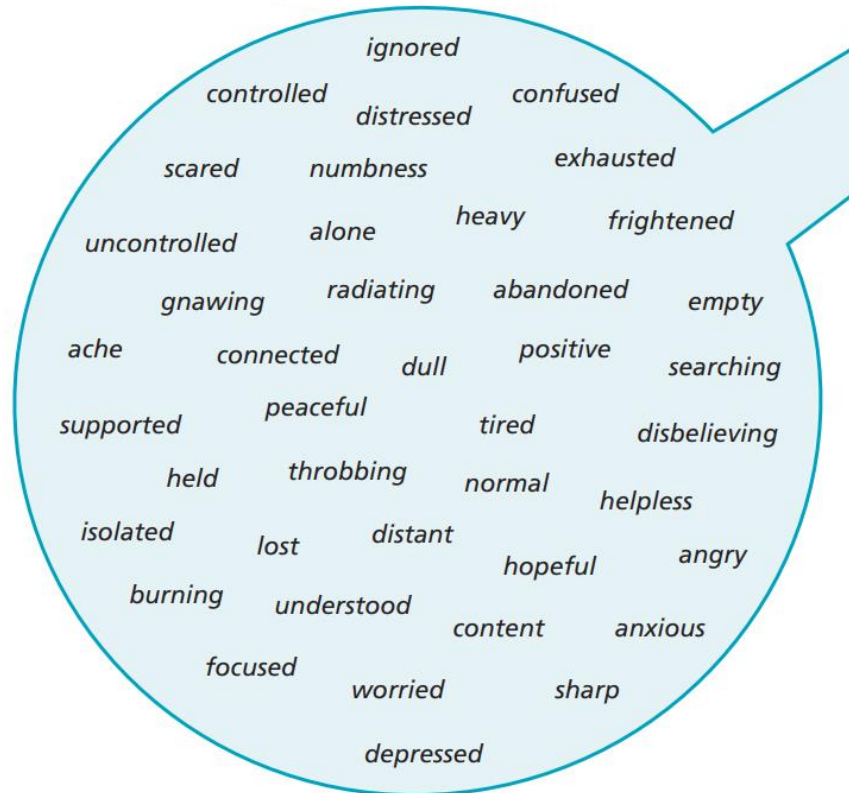 ignored
controlled
confused
distressed
scared
numbness
exhausted
heavy
frightened
uncontrolled
alone
gnawing
radiating
abandoned
empty
ache
connected
dull
positive
searching
supported
peaceful
tired
disbelieving
held
throbbing
normal
helpless
isolated
lost
distant
hopeful
angry
burning
understood
content
anxious
focused
worried
sharp
depressed